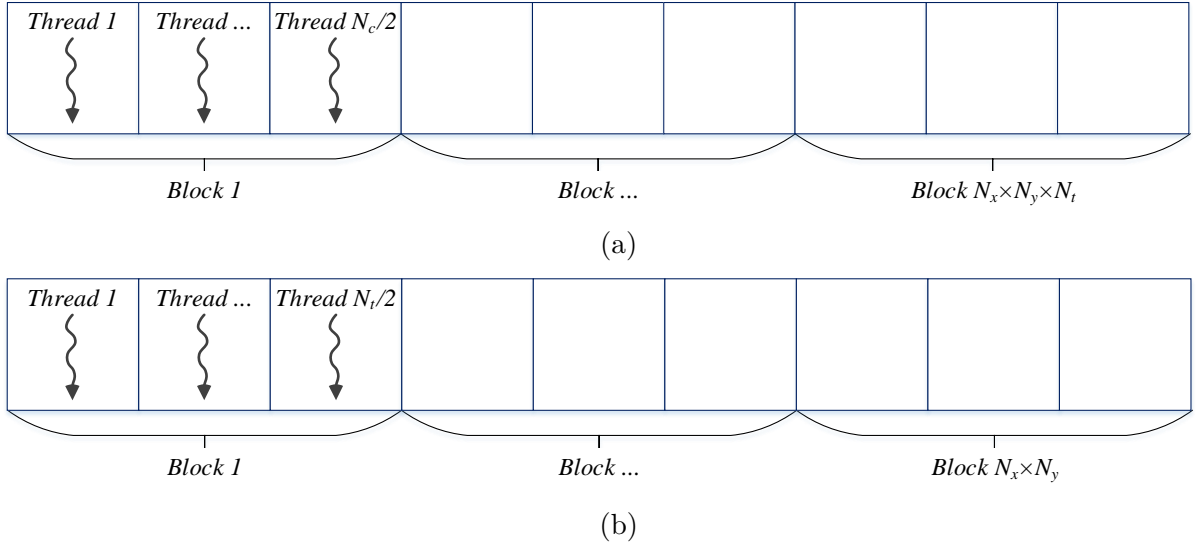 Thread 1 Thread ... Thread N_c/2
Block 1 Block ... Block N_x×N_y×N_t
(a)
Thread 1 Thread ... Thread N_t/2
Block 1 Block ... Block N_x×N_y
(b)